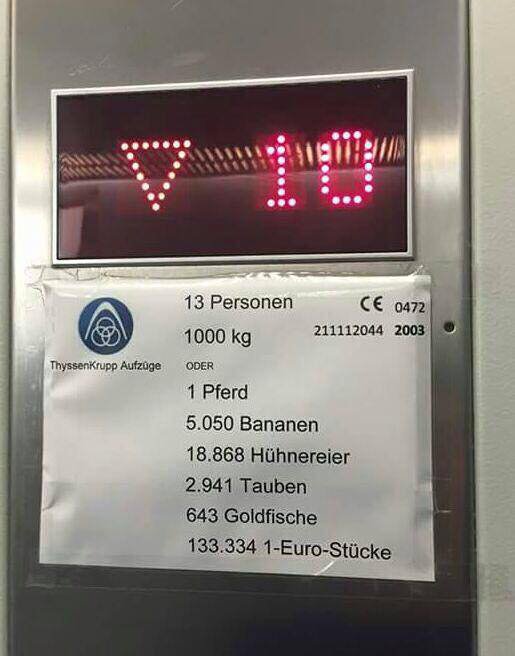 10
13 Personen CE 0472
1000 kg 211112044 2003
ThyssenKrupp Aufzüge ODER
1 Pferd
5.050 Bananen
18.868 Hühnereier
2.941 Tauben
643 Goldfische
133.334 1-Euro-Stücke